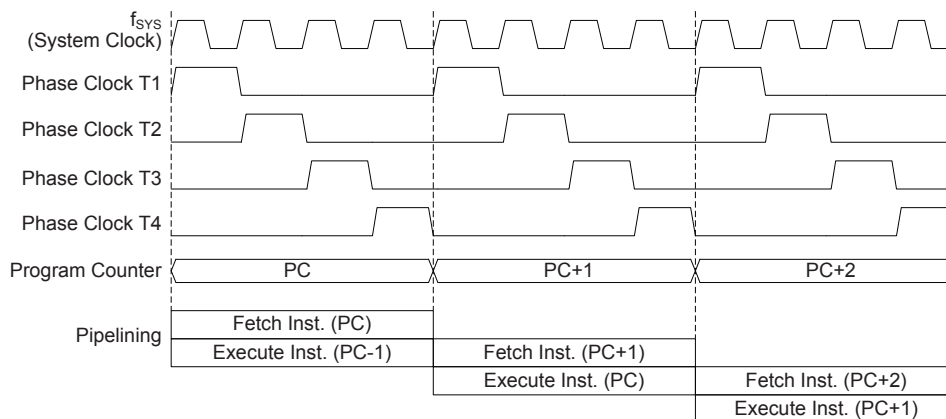 fSYS
(System Clock)
Phase Clock T1
Phase Clock T2
Phase Clock T3
Phase Clock T4
Program Counter PC PC+1 PC+2
Pipelining
Fetch Inst. (PC)
Execute Inst. (PC-1) Fetch Inst. (PC+1)
Execute Inst. (PC) Fetch Inst. (PC+2)
Execute Inst. (PC+1)